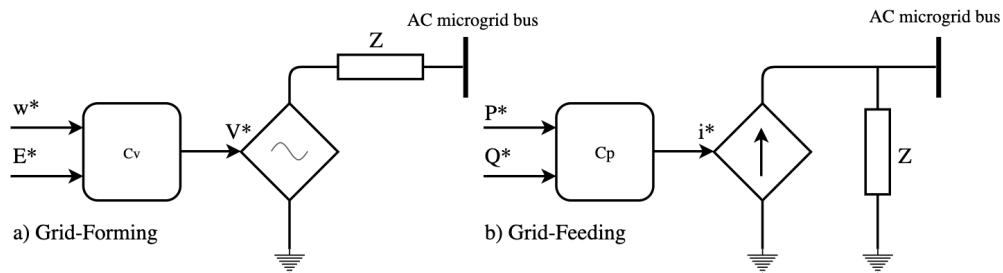 AC microgrid bus
Z
w*
E*
Cv
V*
a) Grid-Forming
AC microgrid bus
P*
Q*
Cp
i*
Z
b) Grid-Feeding